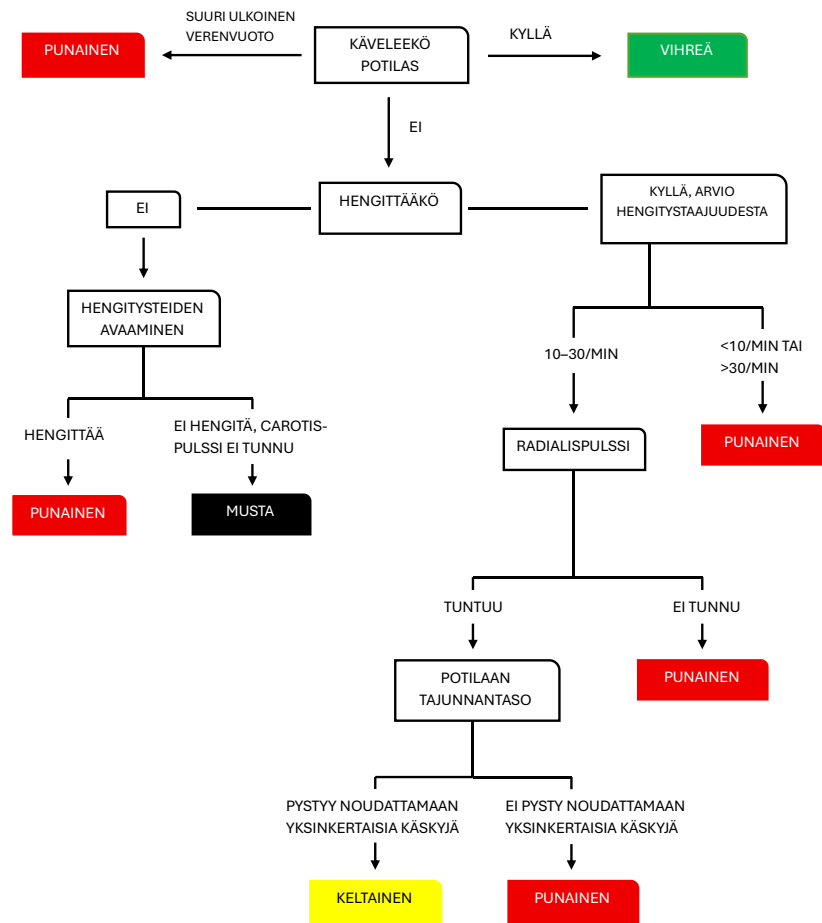 SUURI ULKOINEN
VERENVUOTO
PUNAINEN
KÄVELEEKÖ
POTILAS
KYLLÄ
VIHREÄ
EI
EI
HENGITTÄÄKÖ
KYLLÄ, ARVIO
HENGITYSTAAJUUDESTA
HENGITYSTEIDEN
AVAAMINEN
10–30/MIN
<10/MIN TAI
>30/MIN
HENGITTÄÄ
EI HENGITÄ, CAROTIS-
PULSSI EI TUNNU
RADIALISPULSSI
PUNAINEN
PUNAINEN
MUSTA
TUNTUU
EI TUNNU
POTILAAN
TAJUNNANTASO
PUNAINEN
PYSTYY NOUDATTAMAAN
YKSINKERTAISIA KÄSKYJÄ
EI PYSTY NOUDATTAMAAN
YKSINKERTAISIA KÄSKYJÄ
KELTAINEN
PUNAINEN